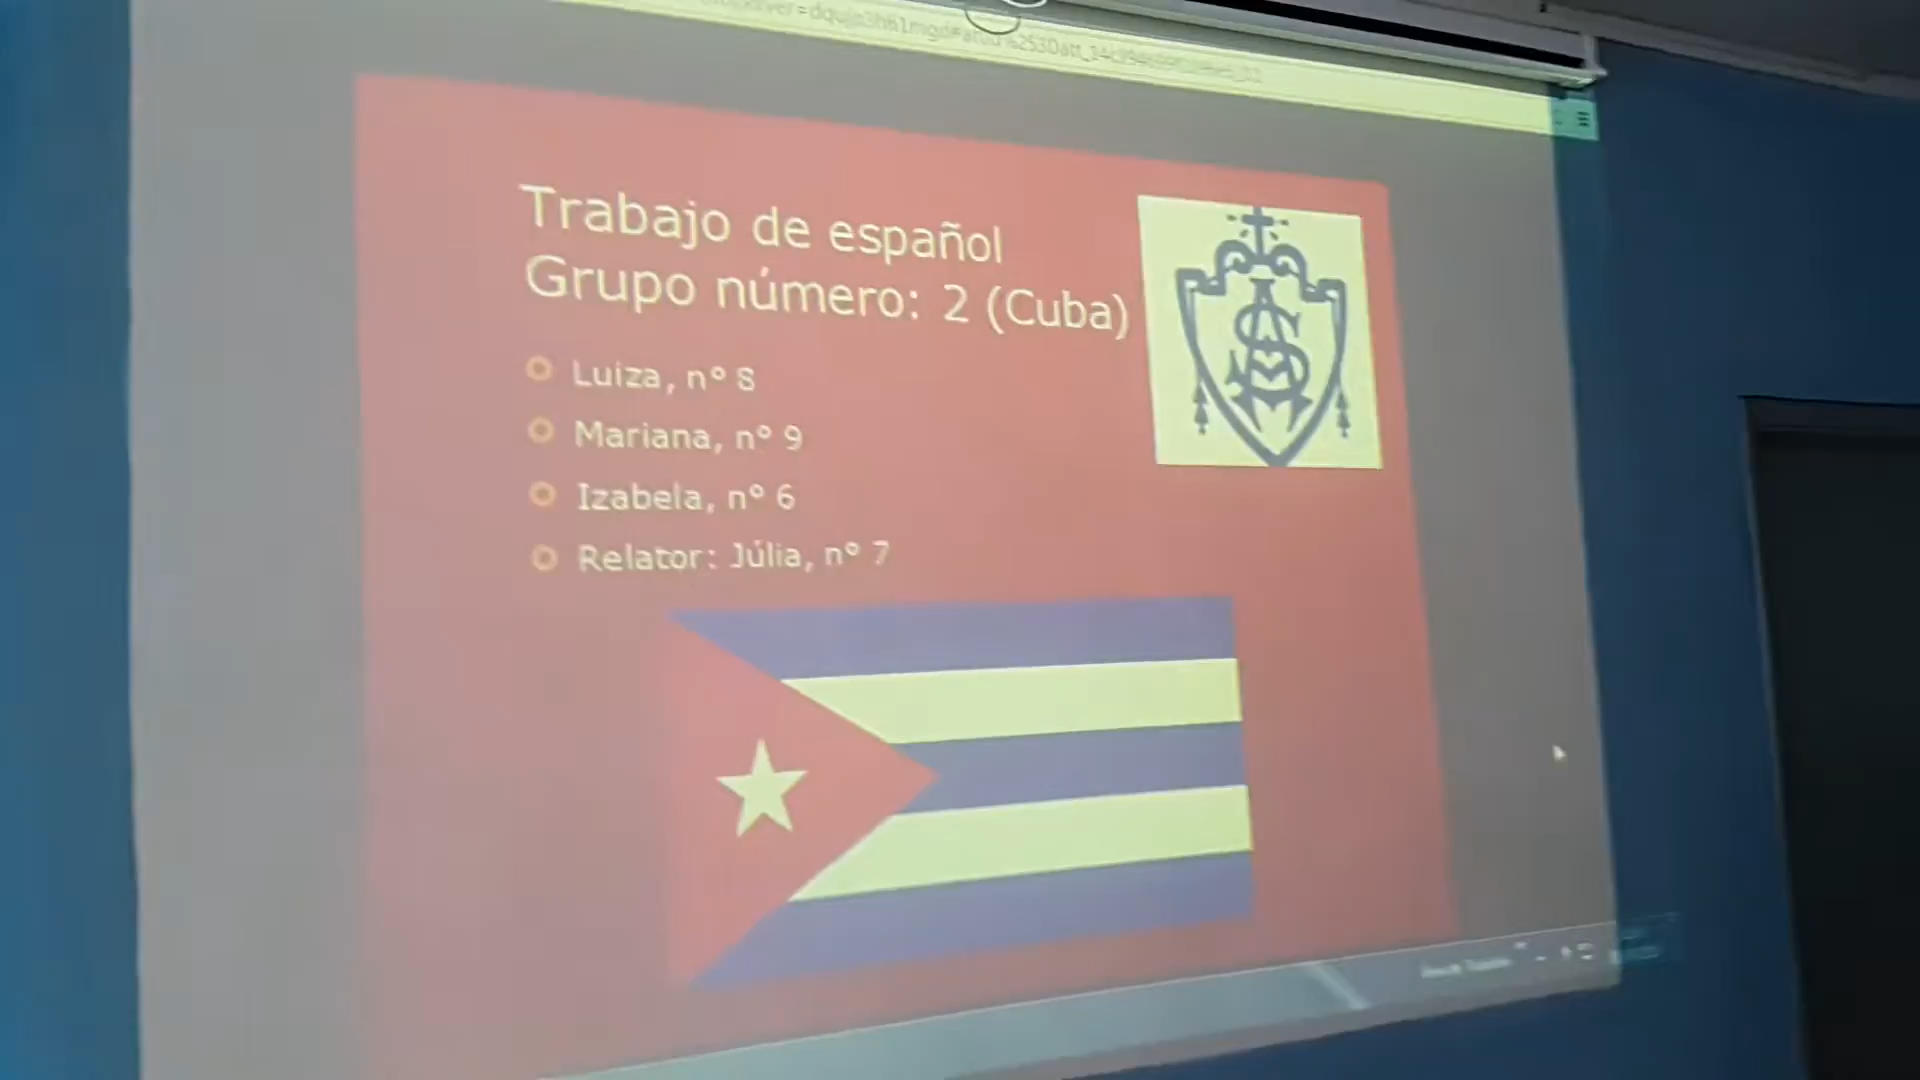 Trabajo de español
Grupo número: 2 (Cuba)
Luiza, nº 8
Mariana, nº 9
Izabela, nº 6
Relator: Júlia, nº 7